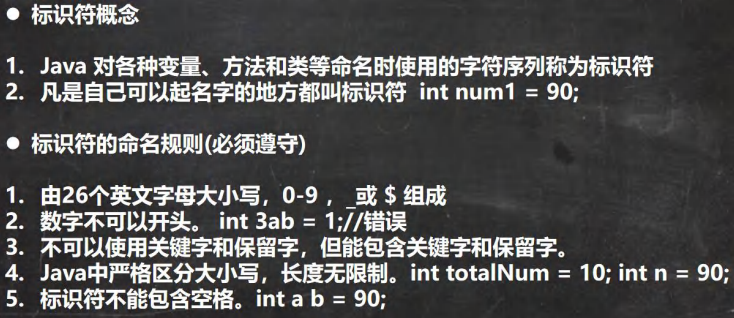 ● 标识符概念
1. Java 对各种变量、方法和类等命名时使用的字符序列称为标识符
2. 凡是自己可以起名字的地方都叫标识符 int num1 = 90;
● 标识符的命名规则(必须遵守)
1. 由26个英文字母大小写，0-9 ，_或 $ 组成
2. 数字不可以开头。 int 3ab = 1;//错误
3. 不可以使用关键字和保留字，但能包含关键字和保留字。
4. Java中严格区分大小写，长度无限制。int totalNum = 10; int n = 90;
5. 标识符不能包含空格。int a b = 90;